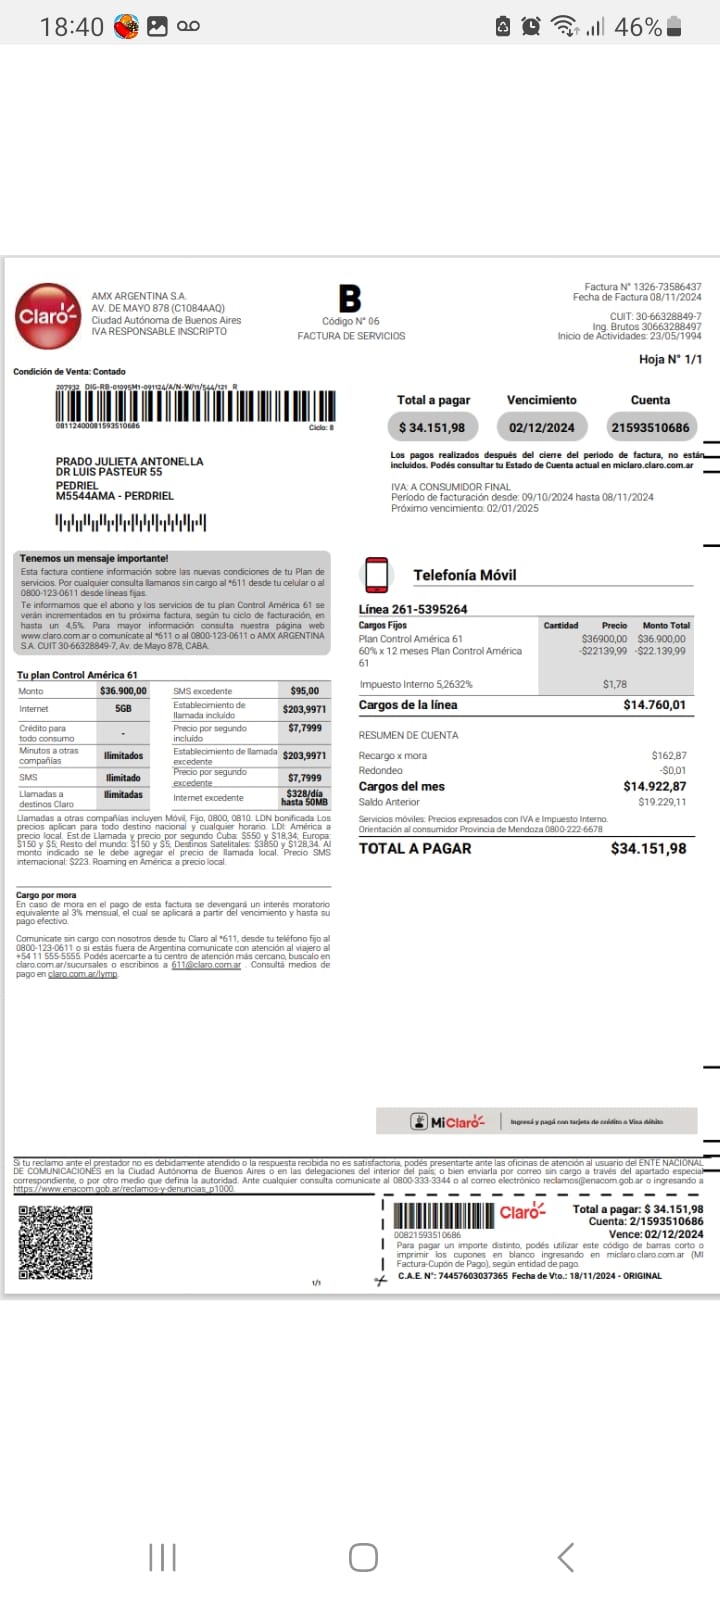 18:40
46%
Claro
AMX ARGENTINA S.A.
AV. DE MAYO 878 (C1084AAQ)
Ciudad Autónoma de Buenos Aires
IVA RESPONSABLE INSCRIPTO
B
Código N° 06
FACTURA DE SERVICIOS
Factura N° 1326-73586437
Fecha de Factura 08/11/2024
CUIT: 30-66328849-7
Ing. Brutos 30663288497
Inicio de Actividades: 23/05/1994
Hoja N° 1/1
Condición de Venta: Contado
207932 DIG-RB-01095M1-091124/A/N-W/11/544/121 R
08112400081593510686
Ciclo: 8
PRADO JULIETA ANTONELLA
DR LUIS PASTEUR 55
PEDRIEL
M5544AMA - PERDRIEL
Total a pagar Vencimiento Cuenta
$ 34.151,98 02/12/2024 21593510686
Los pagos realizados después del cierre del periodo de factura, no están
incluidos. Podés consultar tu Estado de Cuenta actual en miclaro.claro.com.ar
IVA: A CONSUMIDOR FINAL
Período de facturación desde: 09/10/2024 hasta 08/11/2024
Próximo vencimiento: 02/01/2025
Tenemos un mensaje importante!
Esta factura contiene información sobre las nuevas condiciones de tu Plan de
servicios. Por cualquier consulta llamanos sin cargo al *611 desde tu celular o al
0800-123-0611 desde líneas fijas.
Te informamos que el abono y los servicios de tu plan Control América 61 se
verán incrementados en tu próxima factura, según tu ciclo de facturación, en
hasta un 4,5%. Para mayor información consulta nuestra página web
www.claro.com.ar o comunícate al *611 o al 0800-123-0611 o AMX ARGENTINA
S.A. CUIT 30-66328849-7, Av. de Mayo 878, CABA.
Tu plan Control América 61
Monto $36.900,00 SMS excedente $95,00
Internet 5GB Establecimiento de llamada incluído $203,9971
Crédito para todo consumo - Precio por segundo incluido $7,7999
Minutos a otras compañías Ilimitados Establecimiento de llamada excedente $203,9971
SMS Ilimitado Precio por segundo excedente $7,7999
Llamadas a destinos Claro Ilimitadas Internet excedente $328/día hasta 50MB
Llamadas a otras compañías incluyen Móvil, Fijo, 0800, 0810. LDN bonificada Los
precios aplican para todo destino nacional y cualquier horario. LDI: América a
precio local. Est.de Llamada y precio por segundo Cuba: $550 y $18,34; Europa:
$150 y $5; Resto del mundo: $150 y $5, Destinos Satelitales: $3850 y $128,34. Al
monto indicado se le debe agregar el precio de llamada local. Precio SMS
internacional: $223. Roaming en América: a precio local.
Cargo por mora
En caso de mora en el pago de esta factura se devengará un interés moratorio
equivalente al 3% mensual, el cual se aplicará a partir del vencimiento y hasta su
pago efectivo.
Comunicate sin cargo con nosotros desde tu Claro al *611, desde tu teléfono fijo al
0800-123-0611 o si estás fuera de Argentina comunicate con atención al viajero al
+54 11 555-5555. Podés acercarte a tu centro de atención más cercano, buscalo en
claro.com.ar/sucursales o escribinos a 611@claro.com.ar . Consultá medios de
pago en claro.com.ar/lymp.
Telefonía Móvil
Línea 261-5395264
Cargos Fijos Cantidad Precio Monto Total
Plan Control América 61 $36900,00 $36.900,00
60% x 12 meses Plan Control América -$22139,99 -$22.139,99
61
Impuesto Interno 5,2632% $1,78
Cargos de la línea $14.760,01
RESUMEN DE CUENTA
Recargo x mora $162,87
Redondeo -$0,01
Cargos del mes $14.922,87
Saldo Anterior $19.229,11
Servicios móviles: Precios expresados con IVA e Impuesto Interno.
Orientación al consumidor Provincia de Mendoza 0800-222-6678
TOTAL A PAGAR $34.151,98
MiClaro Ingresá y pagá con tarjeta de crédito o Visa débito
Si tu reclamo ante el prestador no es debidamente atendido o la respuesta recibida no es satisfactoria, podés presentarte ante las oficinas de atención al usuario del ENTE NACIONAL
DE COMUNICACIONES en la Ciudad Autónoma de Buenos Aires o en las delegaciones del interior del país; o bien enviarla por correo sin cargo a través del apartado especial
correspondiente, o por otro medio que defina la autoridad. Ante cualquier consulta comunicate al 0800-333-3344 o al correo electrónico reclamos@enacom.gob.ar o ingresando a
https://www.enacom.gob.ar/reclamos-y-denuncias_p1000.
00821593510686
Claro
Total a pagar: $ 34.151,98
Cuenta: 2/1593510686
Vence: 02/12/2024
Para pagar un importe distinto, podés utilizar este código de barras corto o
imprimir los cupones en blanco ingresando en miclaro.claro.com.ar (Mi
Factura-Cupón de Pago), según entidad de pago.
C.A.E. N°: 74457603037365 Fecha de Vto.: 18/11/2024 - ORIGINAL
1/1